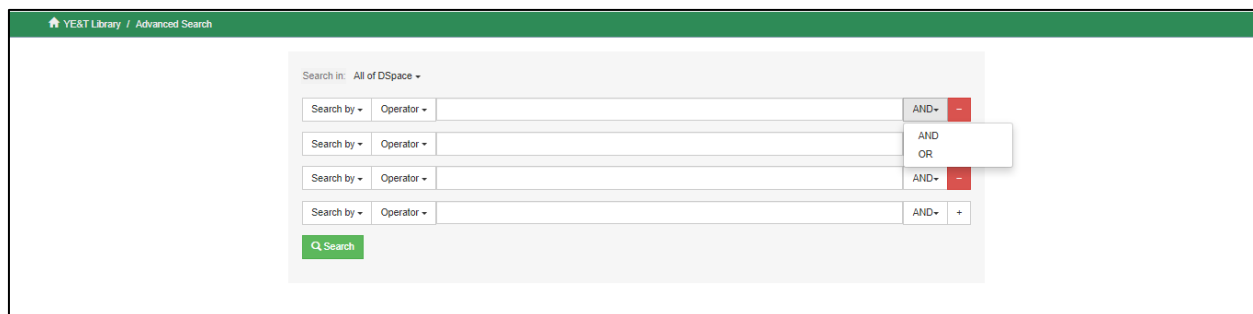 YE&T Library / Advanced Search
Search in: All of DSpace
Search by Operator AND -
AND
Search by Operator
OR
Search by Operator AND -
Search by Operator AND +
Search